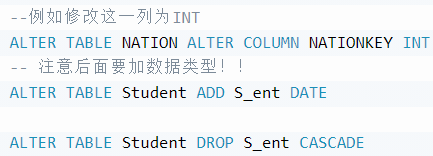 --例如修改这一列为INT
ALTER TABLE NATION ALTER COLUMN NATIONKEY INT
-- 注意后面要加数据类型！！
ALTER TABLE Student ADD S_ent DATE
ALTER TABLE Student DROP S_ent CASCADE